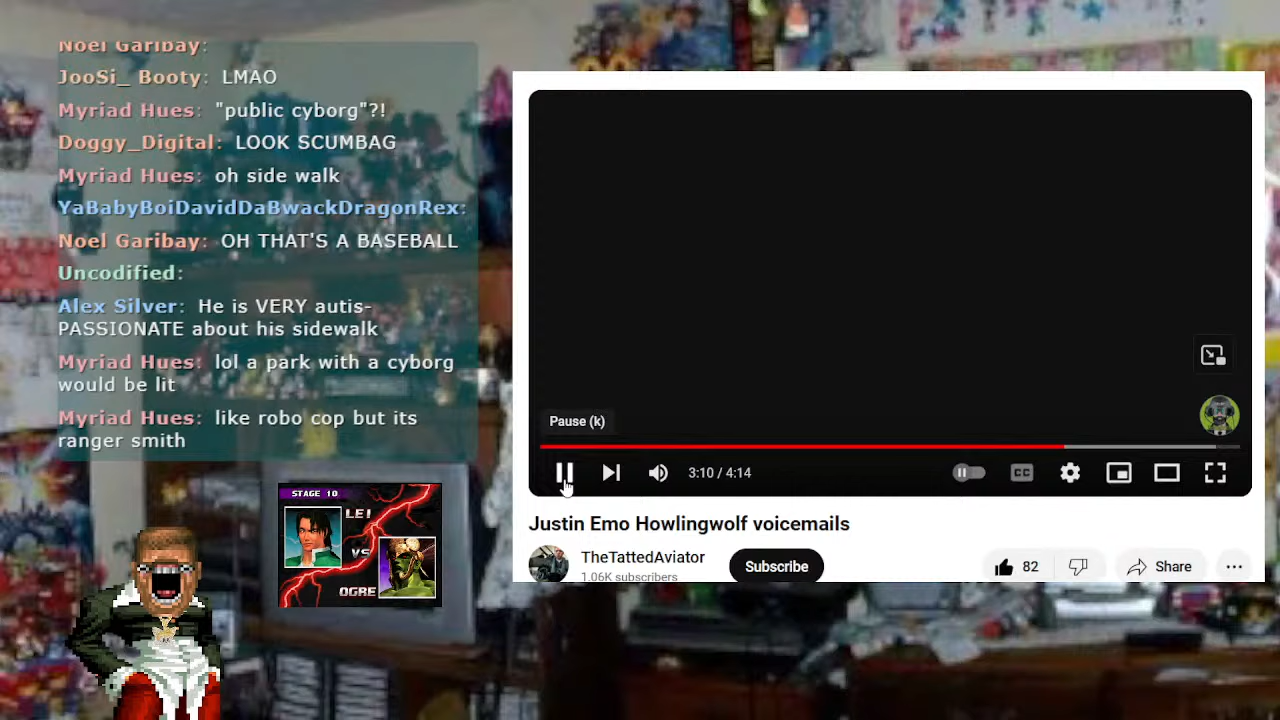 Noel Garibay:
JooSi_ Booty: LMAO
Myriad Hues: "public cyborg"?!
Doggy_Digital: LOOK SCUMBAG
Myriad Hues: oh side walk
YaBabyBoiDavidDaBwackDragonRex:
Noel Garibay: OH THAT'S A BASEBALL
Uncodified:
Alex Silver: He is VERY autis-
PASSIONATE about his sidewalk
Myriad Hues: lol a park with a cyborg
would be lit
Myriad Hues: like robo cop but its
ranger smith
STAGE 10
LEI
VS
OGRE
Pause (k)
3:10 / 4:14
CC
Justin Emo Howlingwolf voicemails
TheTattedAviator
1.06K subscribers
Subscribe
82
Share